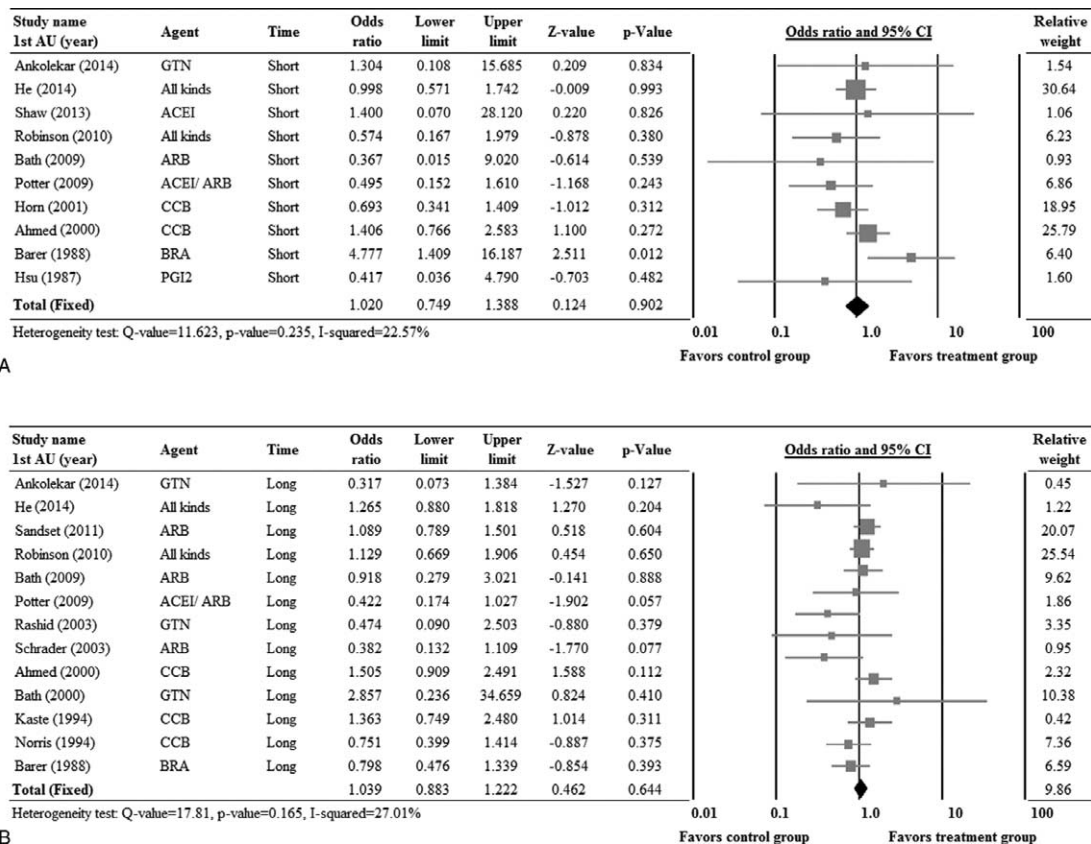 Study name Agent Time Odds Lower Upper Z-value p-Value Odds ratio and 95% CI Relative
1st AU (year) ratio limit limit weight
Ankolekar (2014) GTN Short 1.304 0.108 15.685 0.209 0.834 1.54
He (2014) All kinds Short 0.998 0.571 1.742 -0.009 0.993 30.64
Shaw (2013) ACEI Short 1.400 0.070 28.120 0.220 0.826 1.06
Robinson (2010) All kinds Short 0.574 0.167 1.979 -0.878 0.380 6.23
Bath (2009) ARB Short 0.367 0.015 9.020 -0.614 0.539 0.93
Potter (2009) ACEI/ ARB Short 0.495 0.152 1.610 -1.168 0.243 6.86
Horn (2001) CCB Short 0.693 0.341 1.409 -1.012 0.312 18.95
Ahmed (2000) CCB Short 1.406 0.766 2.583 1.100 0.272 25.79
Barer (1988) BRA Short 4.777 1.409 16.187 2.511 0.012 6.40
Hsu (1987) PGI2 Short 0.417 0.036 4.790 -0.703 0.482 1.60
Total (Fixed) 1.020 0.749 1.388 0.124 0.902
Heterogeneity test: Q-value=11.623, p-value=0.235, I-squared=22.57% 0.01 0.1 1.0 10 100
Favors control group Favors treatment group
A
Study name Agent Time Odds Lower Upper Z-value p-Value Odds ratio and 95% CI Relative
1st AU (year) ratio limit limit weight
Ankolekar (2014) GTN Long 0.317 0.073 1.384 -1.527 0.127 0.45
He (2014) All kinds Long 1.265 0.880 1.818 1.270 0.204 1.22
Sandset (2011) ARB Long 1.089 0.789 1.501 0.518 0.604 20.07
Robinson (2010) All kinds Long 1.129 0.669 1.906 0.454 0.650 25.54
Bath (2009) ARB Long 0.918 0.279 3.021 -0.141 0.888 9.62
Potter (2009) ACEI/ ARB Long 0.422 0.174 1.027 -1.902 0.057 1.86
Rashid (2003) GTN Long 0.474 0.090 2.503 -0.880 0.379 3.35
Schrader (2003) ARB Long 0.382 0.132 1.109 -1.770 0.077 0.95
Ahmed (2000) CCB Long 1.505 0.909 2.491 1.588 0.112 2.32
Bath (2000) GTN Long 2.857 0.236 34.659 0.824 0.410 10.38
Kaste (1994) CCB Long 1.363 0.749 2.480 1.014 0.311 0.42
Norris (1994) CCB Long 0.751 0.399 1.414 -0.887 0.375 7.36
Barer (1988) BRA Long 0.798 0.476 1.339 -0.854 0.393 6.59
Total (Fixed) 1.039 0.883 1.222 0.462 0.644 9.86
Heterogeneity test: Q-value=17.81, p-value=0.165, I-squared=27.01% 0.01 0.1 1.0 10 100
Favors control group Favors treatment group
B